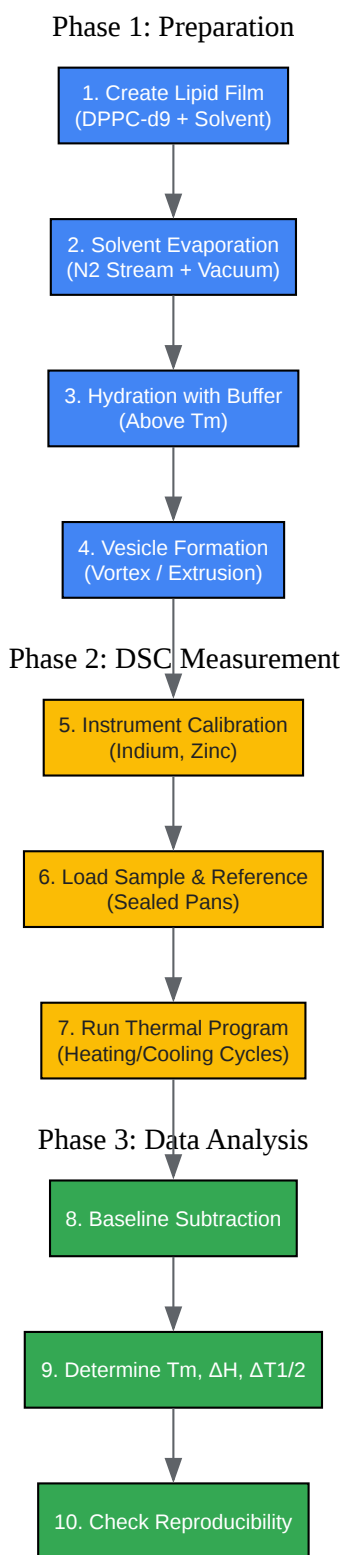 Phase 1: Preparation
1. Create Lipid Film
(DPPC-d9 + Solvent)
2. Solvent Evaporation
(N2 Stream + Vacuum)
3. Hydration with Buffer
(Above Tm)
4. Vesicle Formation
(Vortex / Extrusion)
Phase 2: DSC Measurement
5. Instrument Calibration
(Indium, Zinc)
6. Load Sample & Reference
(Sealed Pans)
7. Run Thermal Program
(Heating/Cooling Cycles)
Phase 3: Data Analysis
8. Baseline Subtraction
9. Determine Tm, ΔH, ΔT1/2
10. Check Reproducibility